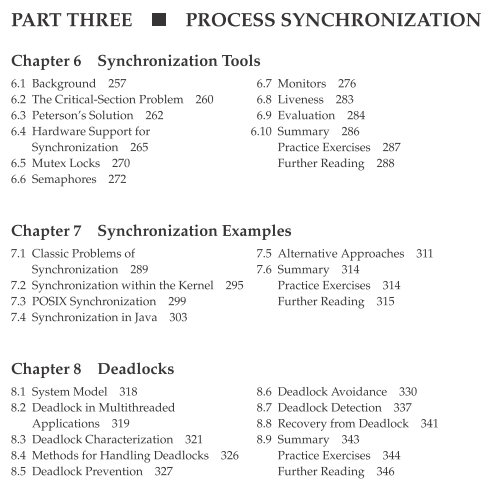 PART THREE ■ PROCESS SYNCHRONIZATION
Chapter 6 Synchronization Tools
6.1 Background 257
6.2 The Critical-Section Problem 260
6.3 Peterson's Solution 262
6.4 Hardware Support for
Synchronization 265
6.5 Mutex Locks 270
6.6 Semaphores 272
6.7 Monitors 276
6.8 Liveness 283
6.9 Evaluation 284
6.10 Summary 286
Practice Exercises 287
Further Reading 288
Chapter 7 Synchronization Examples
7.1 Classic Problems of
Synchronization 289
7.2 Synchronization within the Kernel 295
7.3 POSIX Synchronization 299
7.4 Synchronization in Java 303
7.5 Alternative Approaches 311
7.6 Summary 314
Practice Exercises 314
Further Reading 315
Chapter 8 Deadlocks
8.1 System Model 318
8.2 Deadlock in Multithreaded
Applications 319
8.3 Deadlock Characterization 321
8.4 Methods for Handling Deadlocks 326
8.5 Deadlock Prevention 327
8.6 Deadlock Avoidance 330
8.7 Deadlock Detection 337
8.8 Recovery from Deadlock 341
8.9 Summary 343
Practice Exercises 344
Further Reading 346